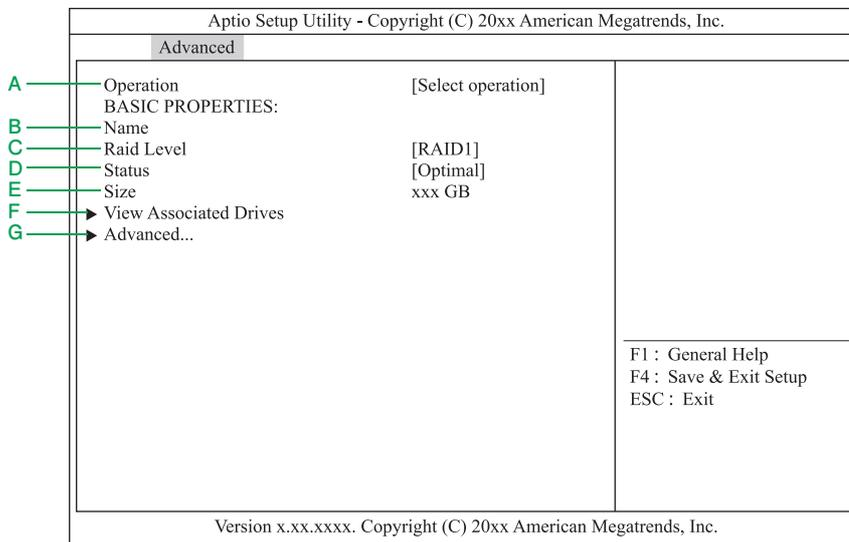 Aptio Setup Utility - Copyright (C) 20xx American Megatrends, Inc.
Advanced
A Operation [Select operation]
BASIC PROPERTIES:
B Name
C Raid Level [RAID1]
D Status [Optimal]
E Size xxx GB
F ▶ View Associated Drives
G ▶ Advanced...
F1 : General Help
F4 : Save & Exit Setup
ESC : Exit
Version x.xx.xxxx. Copyright (C) 20xx American Megatrends, Inc.